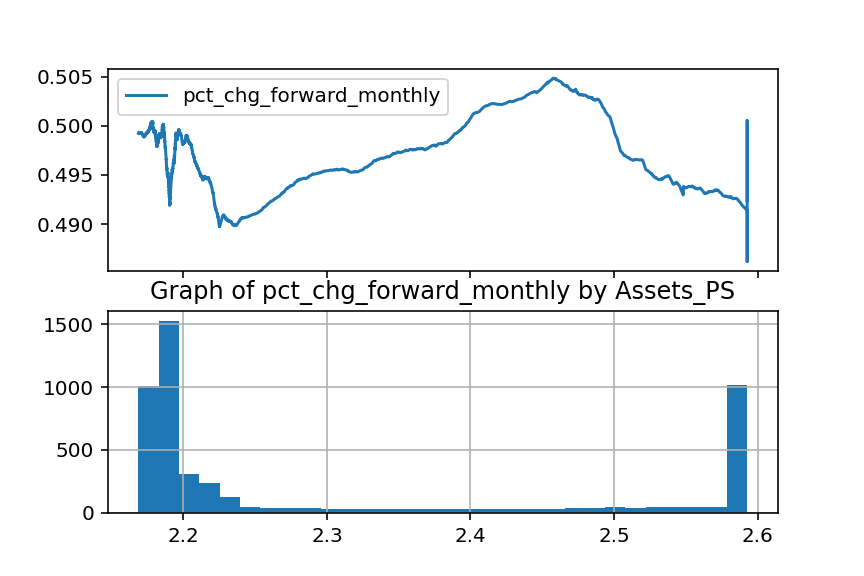 0.505
0.500
0.495
0.490
pct_chg_forward_monthly
Graph of pct_chg_forward_monthly by Assets_PS
1500
1000
500
0
2.2 2.3 2.4 2.5 2.6